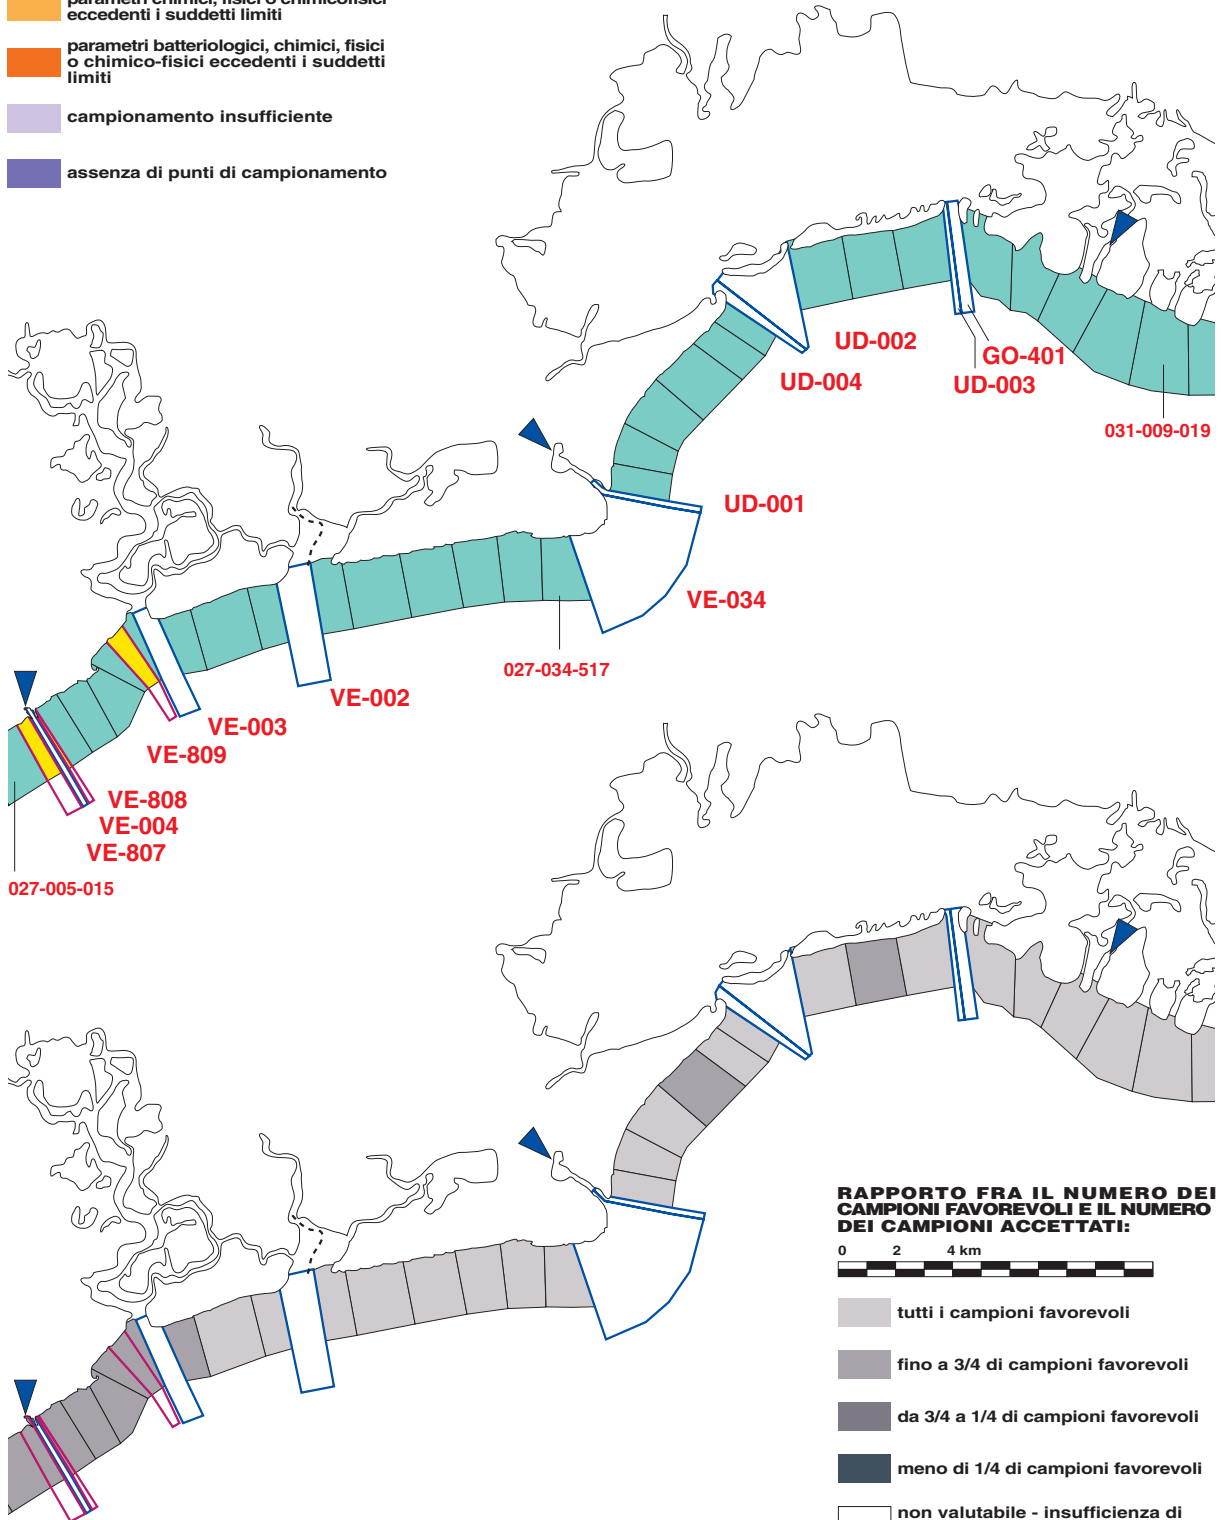 parametri chimici, fisici o chimicofisici
eccedenti i suddetti limiti
parametri batteriologici, chimici, fisici
o chimico-fisici eccedenti i suddetti
limiti
campionamento insufficiente
assenza di punti di campionamento
UD-002
GO-401
UD-004
UD-003
031-009-019
UD-001
VE-034
027-034-517
VE-002
VE-003
VE-809
VE-808
VE-004
VE-807
027-005-015
RAPPORTO FRA IL NUMERO DEI
CAMPIONI FAVOREVOLI E IL NUMERO
DEI CAMPIONI ACCETTATI:
0 2 4 km
tutti i campioni favorevoli
fino a 3/4 di campioni favorevoli
da 3/4 a 1/4 di campioni favorevoli
meno di 1/4 di campioni favorevoli
non valutabile - insufficienza di